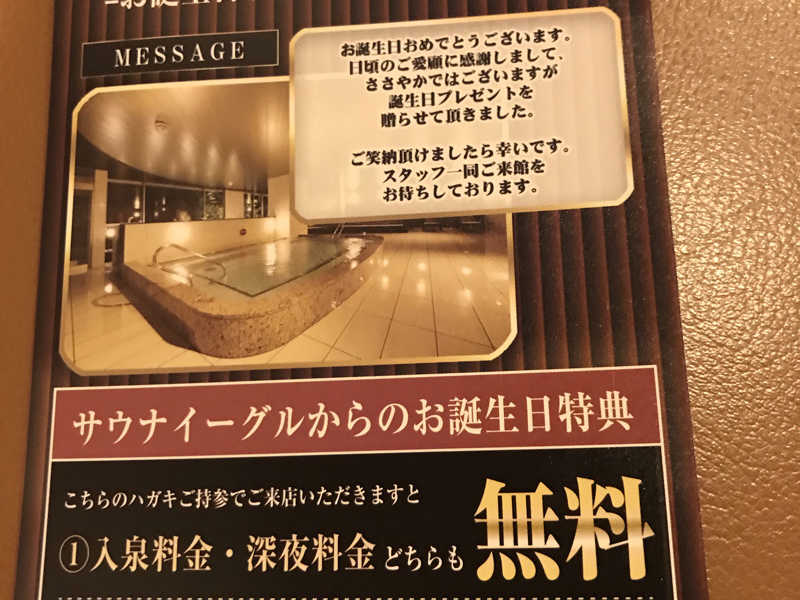 MESSAGE
お誕生日おめでとうございます。
日頃のご愛顧に感謝しまして、
ささやかではございますが
誕生日プレゼントを
贈らせて頂きました。
ご笑納頂けましたら幸いです。
スタッフ一同ご来館を
お待ちしております。
サウナイーグルからのお誕生日特典
こちらのハガキご持参でご来店いただきますと
①入泉料金・深夜料金 どちらも 無料